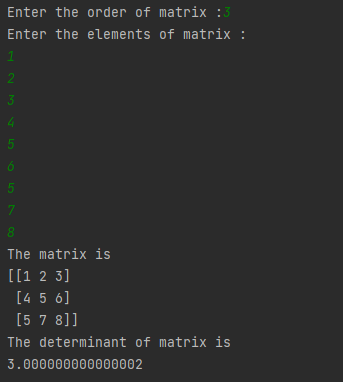 Enter the order of matrix :3
Enter the elements of matrix :
1
2
3
4
5
6
5
7
8
The matrix is
[[1 2 3]
 [4 5 6]
 [5 7 8]]
The determinant of matrix is
3.000000000000002